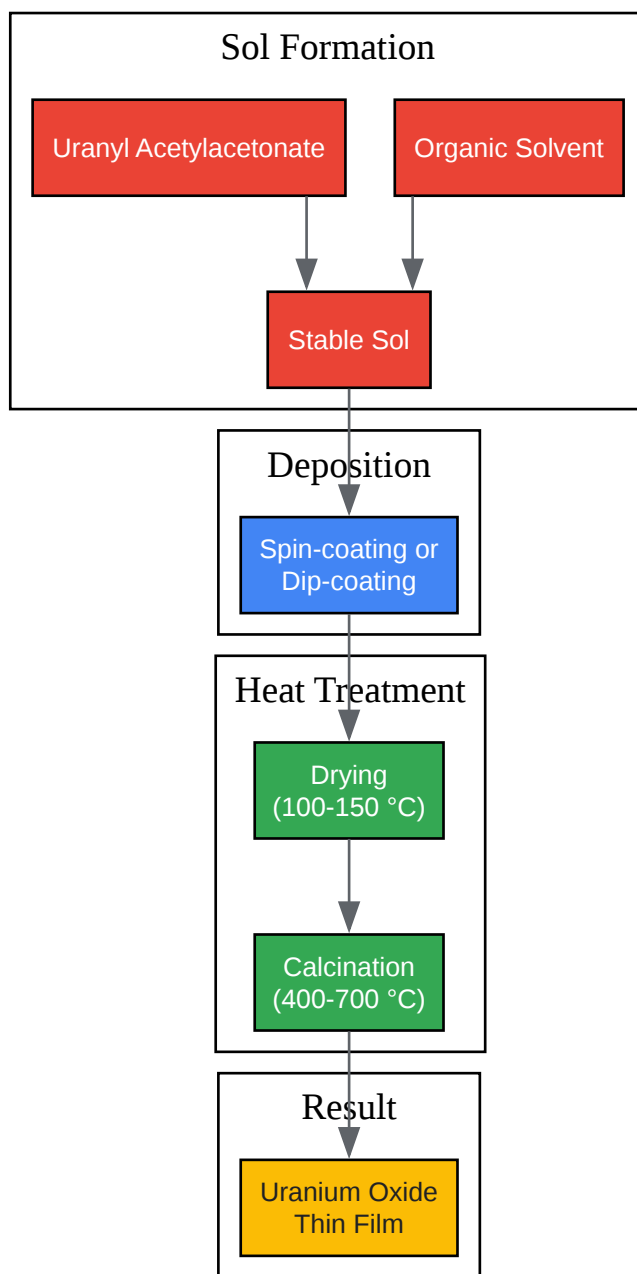 Sol Formation
Uranyl Acetylacetonate
Organic Solvent
Stable Sol
Deposition
Spin-coating or
Dip-coating
Heat Treatment
Drying
(100-150 °C)
Calcination
(400-700 °C)
Result
Uranium Oxide
Thin Film